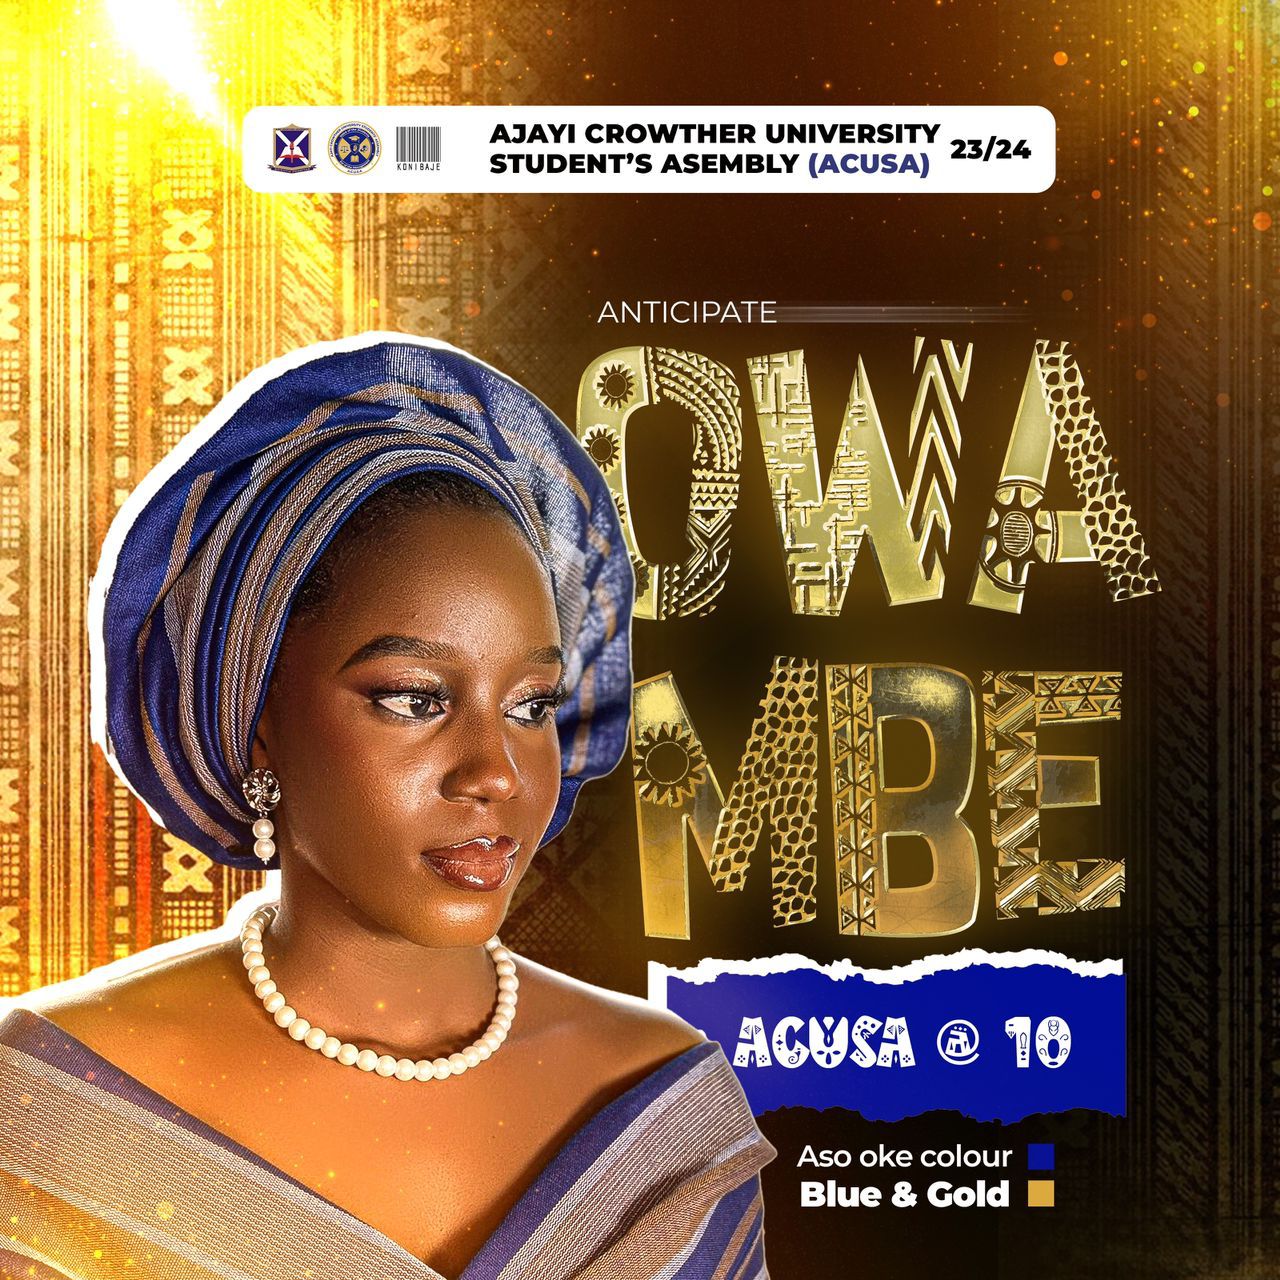 KONIBAJE
AJAYI CROWTHER UNIVERSITY
STUDENT’S ASEMBLY (ACUSA)
23/24
ANTICIPATE
OWA
MBE
ACUSA @ 10
Aso oke colour
Blue & Gold